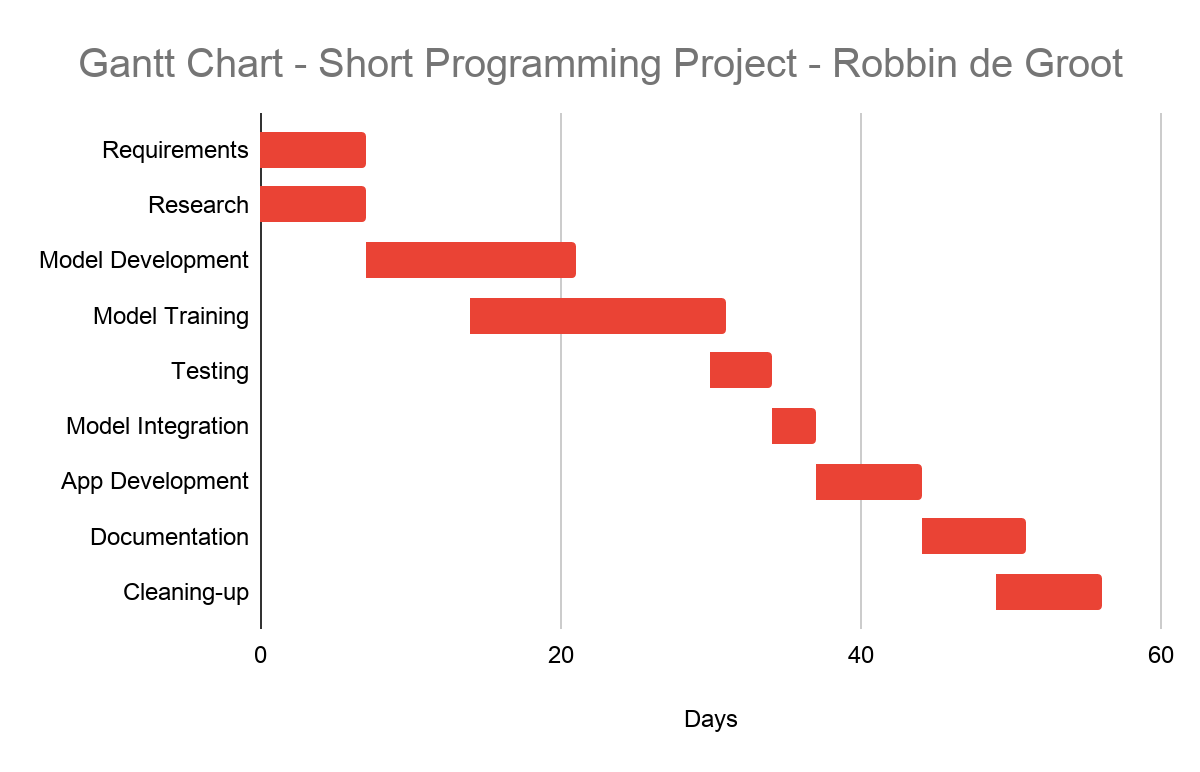 Gantt Chart - Short Programming Project - Robbin de Groot
Requirements
Research
Model Development
Model Training
Testing
Model Integration
App Development
Documentation
Cleaning-up
0 20 40 60
Days